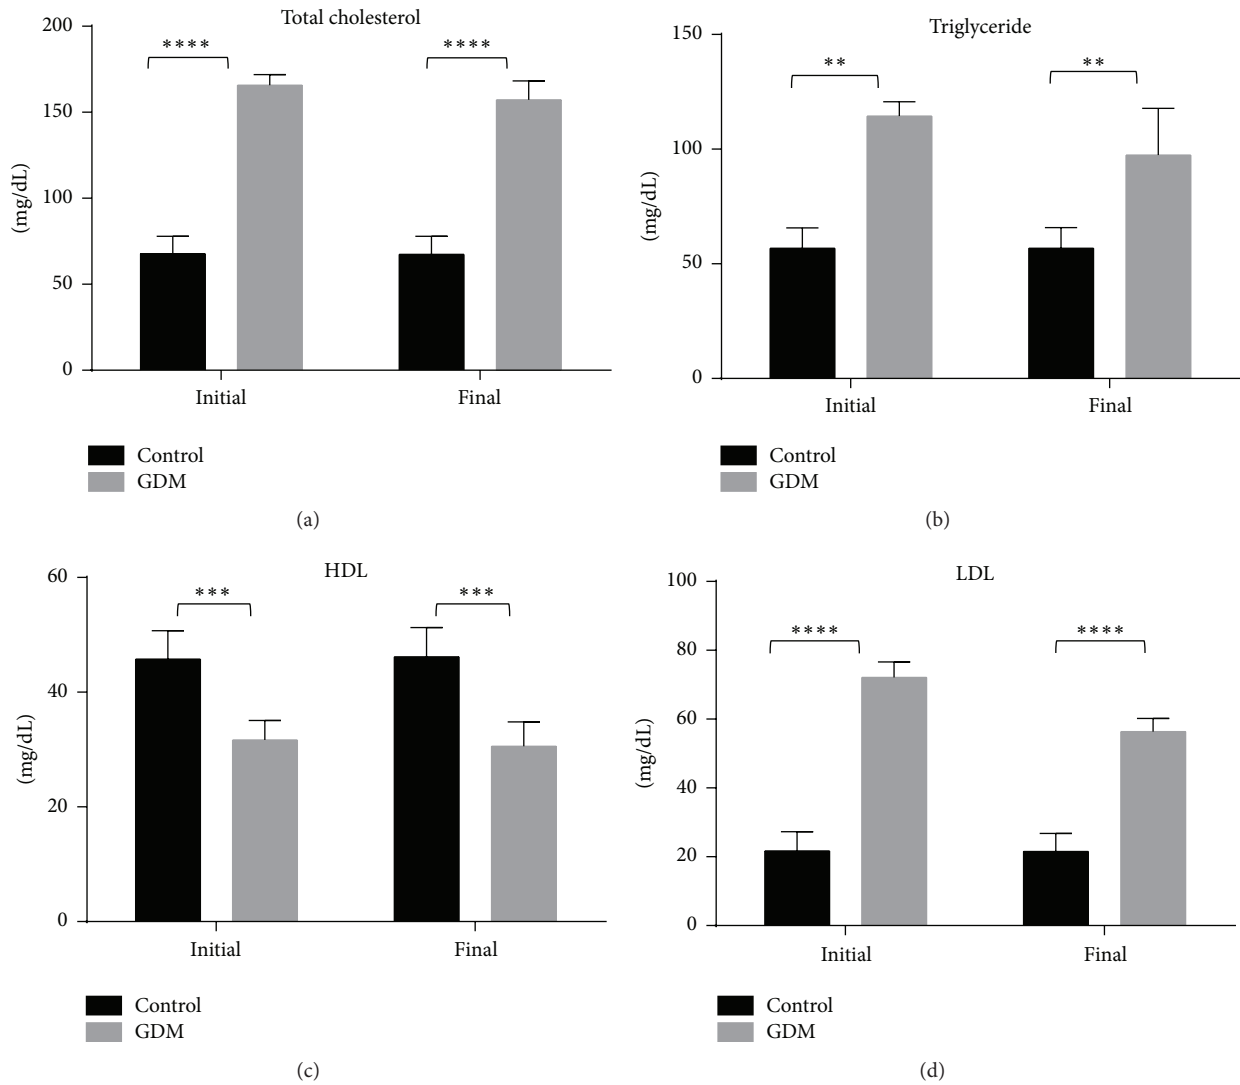 Total cholesterol
200
150
100
50
0
(mg/dL)
****
****
Initial
Final
Control
GDM
(a)
Triglyceride
150
100
50
0
(mg/dL)
**
**
Initial
Final
Control
GDM
(b)
HDL
60
40
20
0
(mg/dL)
***
***
Initial
Final
Control
GDM
(c)
LDL
100
80
60
40
20
0
(mg/dL)
****
****
Initial
Final
Control
GDM
(d)